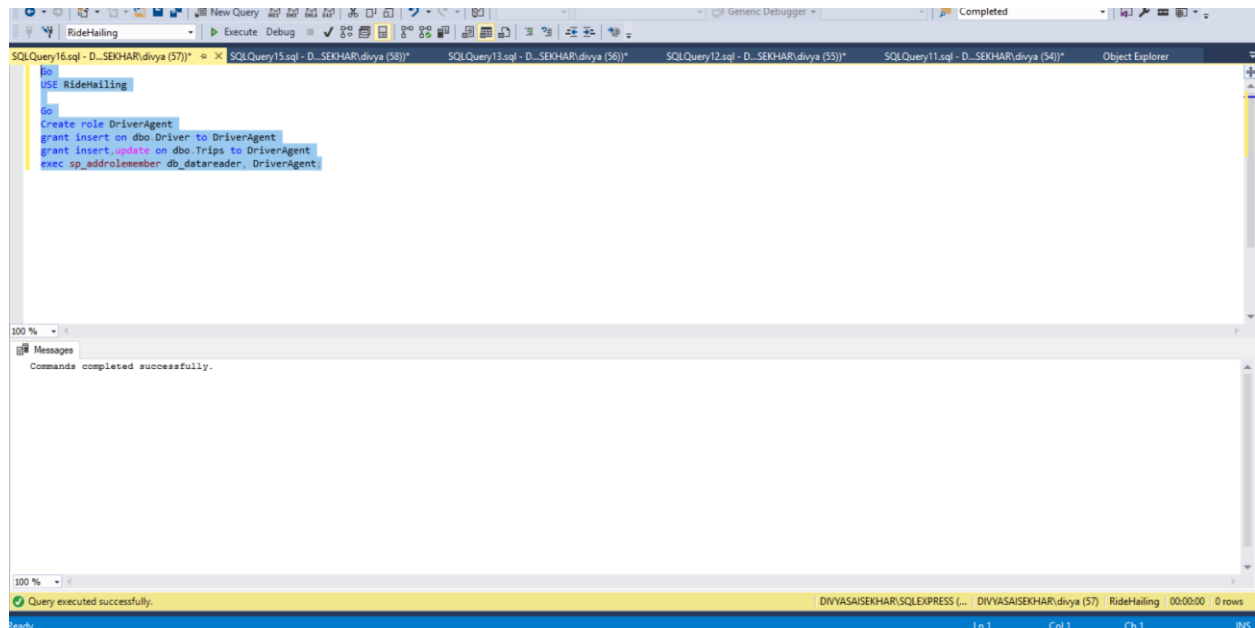 New Query
Generic Debugger
Completed
RideHailing
Execute Debug
SQLQuery16.sql - D...SEKHAR\divya (57))* SQLQuery15.sql - D...SEKHAR\divya (58))* SQLQuery13.sql - D...SEKHAR\divya (56))* SQLQuery12.sql - D...SEKHAR\divya (55))* SQLQuery11.sql - D...SEKHAR\divya (54))* Object Explorer
Go
USE RideHailing
Go
Create role DriverAgent
grant insert on dbo.Driver to DriverAgent
grant insert,update on dbo.Trips to DriverAgent
exec sp_addrolemember db_datareader, DriverAgent;
100 %
Messages
Commands completed successfully.
100 %
Query executed successfully. DIVYASAISEKHAR\SQLEXPRESS (... DIVYASAISEKHAR\divya (57) RideHailing 00:00:00 0 rows
Ready Ln 1 Col 1 Ch 1 INS